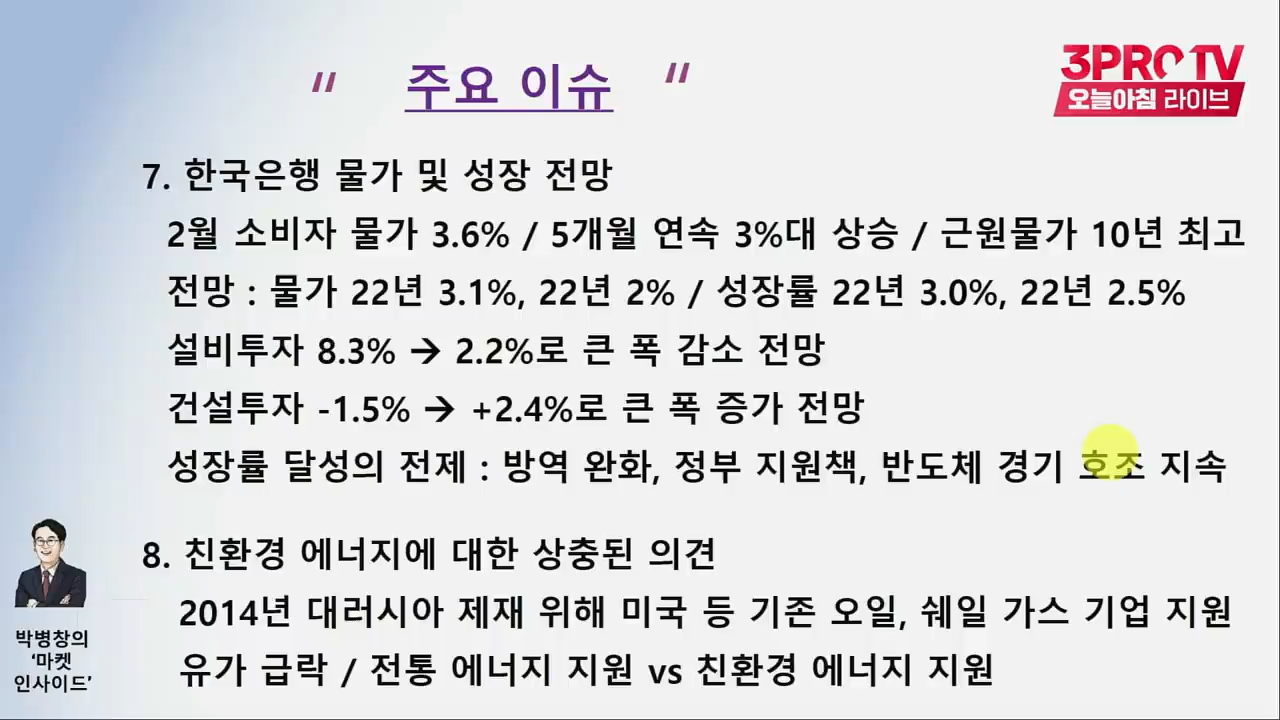 " 주요 이슈 "
3PRO TV
오늘아침 라이브
7. 한국은행 물가 및 성장 전망
2월 소비자 물가 3.6% / 5개월 연속 3%대 상승 / 근원물가 10년 최고
전망 : 물가 22년 3.1%, 22년 2% / 성장률 22년 3.0%, 22년 2.5%
설비투자 8.3% → 2.2%로 큰 폭 감소 전망
건설투자 -1.5% → +2.4%로 큰 폭 증가 전망
성장률 달성의 전제 : 방역 완화, 정부 지원책, 반도체 경기 호조 지속
8. 친환경 에너지에 대한 상충된 의견
2014년 대러시아 제재 위해 미국 등 기존 오일, 쉐일 가스 기업 지원
유가 급락 / 전통 에너지 지원 vs 친환경 에너지 지원
박병창의
‘마켓
인사이드’